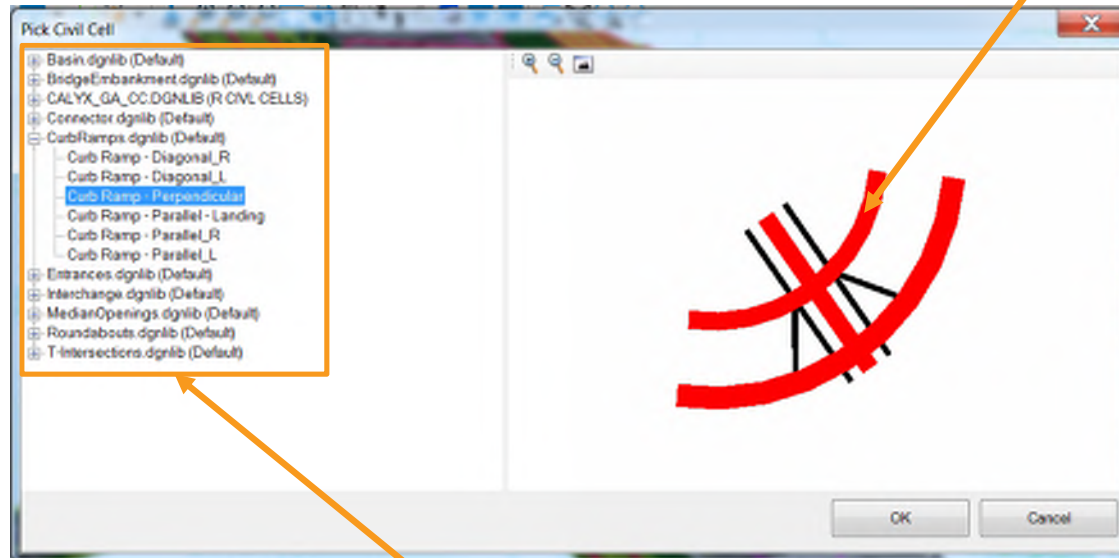 Pick Civil Cell
Basin.dgnlib (Default)
BridgeEmbankment.dgnlib (Default)
CALYX_GA_CC.DGNLIB (R CIVL CELLS)
Connector.dgnlib (Default)
CurbRamps.dgnlib (Default)
Curb Ramp - Diagonal_R
Curb Ramp - Diagonal_L
Curb Ramp - Perpendicular
Curb Ramp - Parallel - Landing
Curb Ramp - Parallel_R
Curb Ramp - Parallel_L
Entrances.dgnlib (Default)
Interchange.dgnlib (Default)
MedianOpenings.dgnlib (Default)
Roundabouts.dgnlib (Default)
T-Intersections.dgnlib (Default)
OK
Cancel